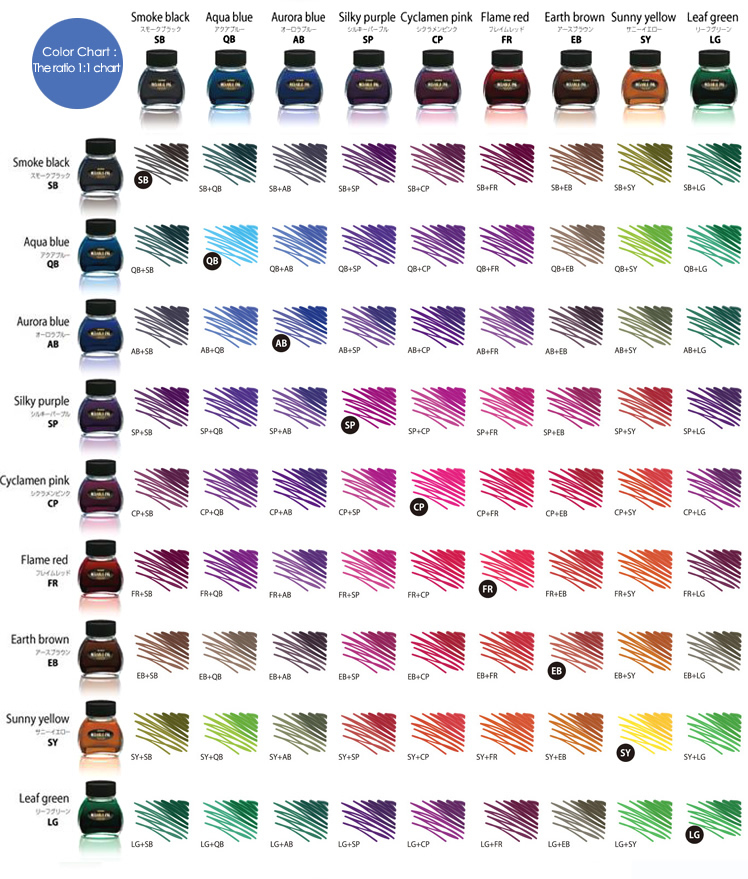 Color Chart :
The ratio 1:1 chart
Smoke black
スモークブラック
SB
Aqua blue
アクアブルー
QB
Aurora blue
オーロラブルー
AB
Silky purple
シルキーパープル
SP
Cyclamen pink
シクラメンピンク
CP
Flame red
フレイムレッド
FR
Earth brown
アースブラウン
EB
Sunny yellow
サニーイエロー
SY
Leaf green
リーフグリーン
LG
Smoke black
スモークブラック
SB
SB
SB+QB
SB+AB
SB+SP
SB+CP
SB+FR
SB+EB
SB+SY
SB+LG
Aqua blue
アクアブルー
QB
QB+SB
QB
QB+AB
QB+SP
QB+CP
QB+FR
QB+EB
QB+SY
QB+LG
Aurora blue
オーロラブルー
AB
AB+SB
AB+QB
AB
AB+SP
AB+CP
AB+FR
AB+EB
AB+SY
AB+LG
Silky purple
シルキーパープル
SP
SP+SB
SP+QB
SP+AB
SP
SP+CP
SP+FR
SP+EB
SP+SY
SP+LG
Cyclamen pink
シクラメンピンク
CP
CP+SB
CP+QB
CP+AB
CP+SP
CP
CP+FR
CP+EB
CP+SY
CP+LG
Flame red
フレイムレッド
FR
FR+SB
FR+QB
FR+AB
FR+SP
FR+CP
FR
FR+EB
FR+SY
FR+LG
Earth brown
アースブラウン
EB
EB+SB
EB+QB
EB+AB
EB+SP
EB+CP
EB+FR
EB
EB+SY
EB+LG
Sunny yellow
サニーイエロー
SY
SY+SB
SY+QB
SY+AB
SY+SP
SY+CP
SY+FR
SY+EB
SY
SY+LG
Leaf green
リーフグリーン
LG
LG+SB
LG+QB
LG+AB
LG+SP
LG+CP
LG+FR
LG+EB
LG+SY
LG